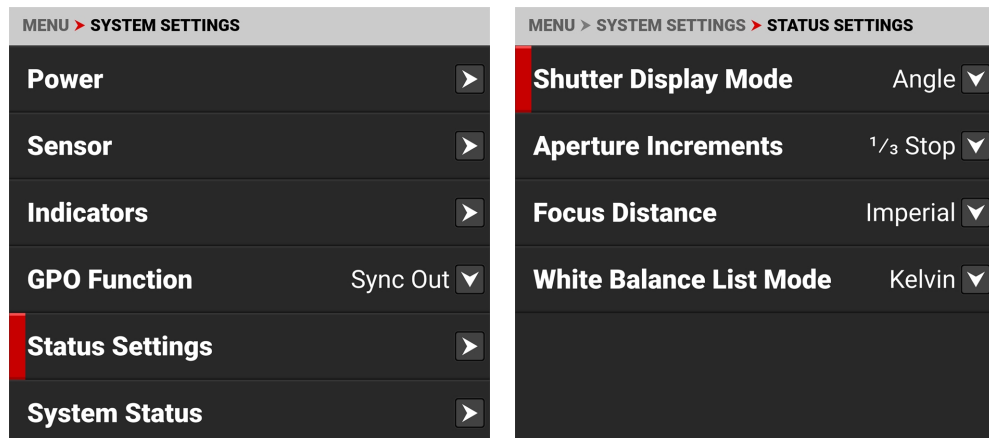 MENU ➤ SYSTEM SETTINGS
Power
Sensor
Indicators
GPO Function Sync Out
Status Settings
System Status
MENU ➤ SYSTEM SETTINGS ➤ STATUS SETTINGS
Shutter Display Mode Angle
Aperture Increments ¹/₃ Stop
Focus Distance Imperial
White Balance List Mode Kelvin